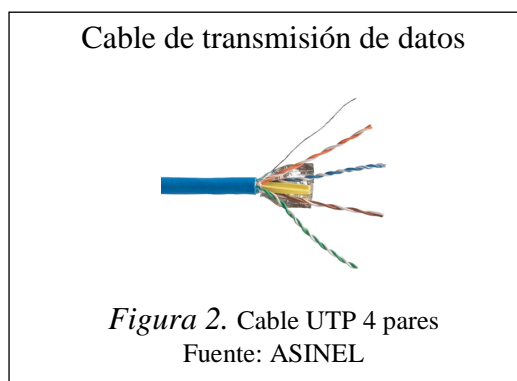 Cable de transmisión de datos
Figura 2. Cable UTP 4 pares
Fuente: ASINEL